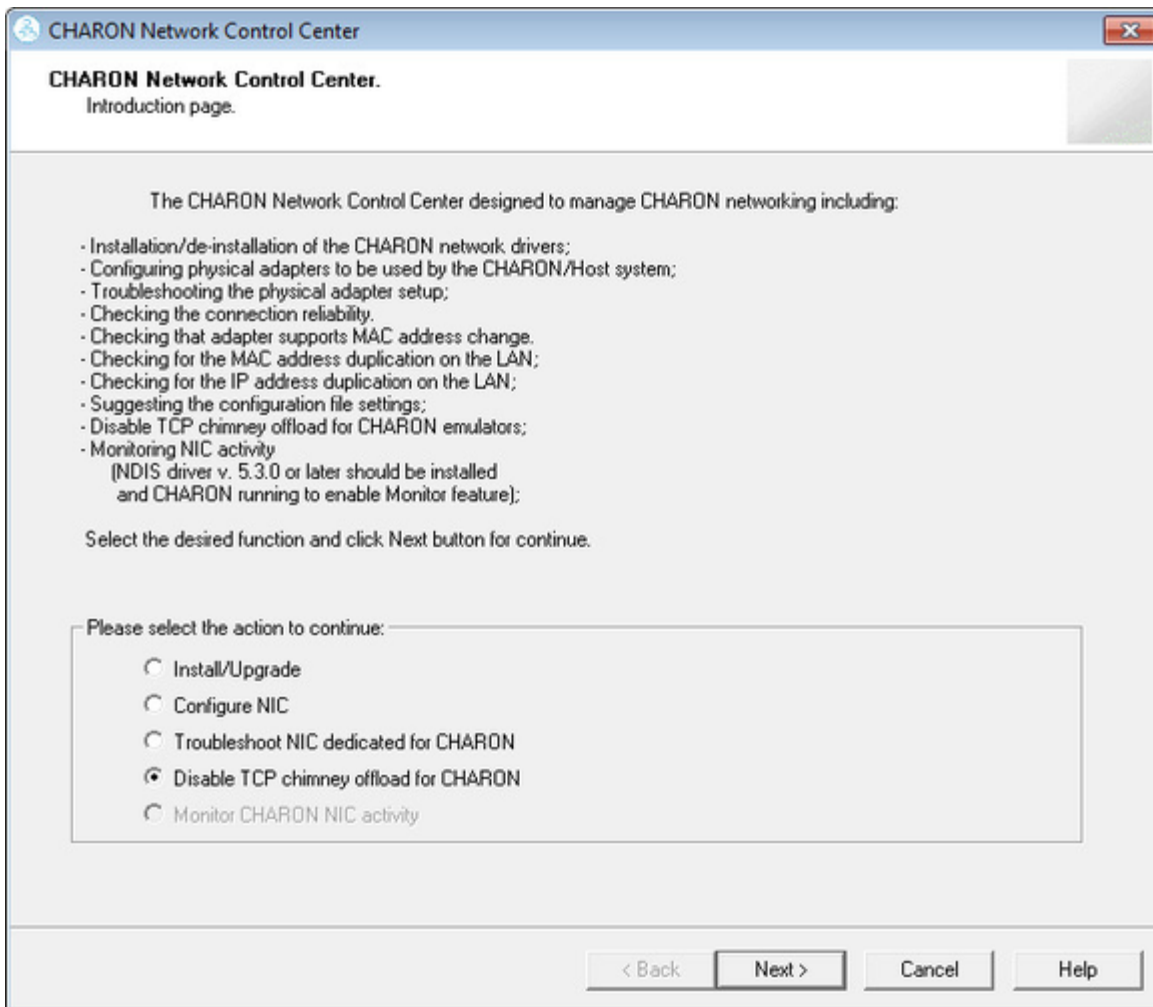 CHARON Network Control Center
CHARON Network Control Center.
Introduction page.
The CHARON Network Control Center designed to manage CHARON networking including:
- Installation/de-installation of the CHARON network drivers;
- Configuring physical adapters to be used by the CHARON/Host system;
- Troubleshooting the physical adapter setup;
- Checking the connection reliability.
- Checking that adapter supports MAC address change.
- Checking for the MAC address duplication on the LAN;
- Checking for the IP address duplication on the LAN;
- Suggesting the configuration file settings;
- Disable TCP chimney offload for CHARON emulators;
- Monitoring NIC activity
(NDIS driver v. 5.3.0 or later should be installed
and CHARON running to enable Monitor feature);
Select the desired function and click Next button for continue.
Please select the action to continue:
Install/Upgrade
Configure NIC
Troubleshoot NIC dedicated for CHARON
Disable TCP chimney offload for CHARON
Monitor CHARON NIC activity
< Back Next > Cancel Help